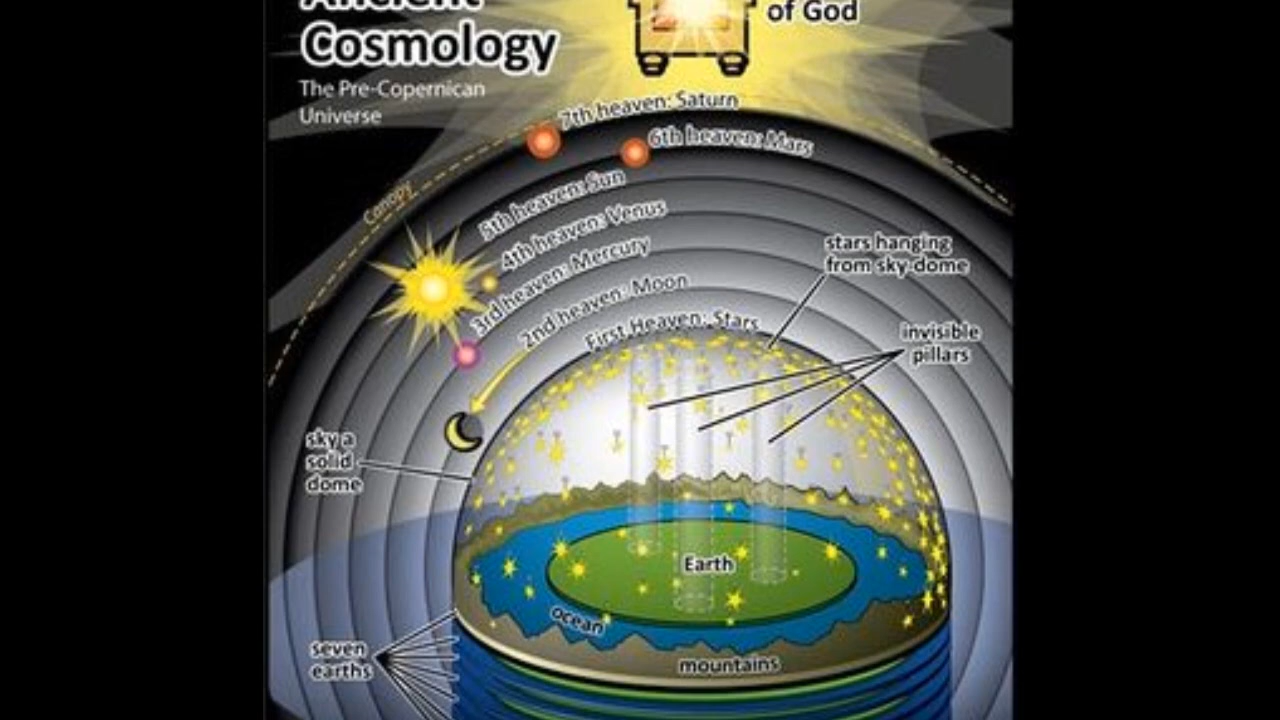 Ancient
Cosmology
The Pre-Copernican
Universe
of God
7th heaven: Saturn
6th heaven: Mars
Canopy
5th heaven: Sun
4th heaven: Venus
3rd heaven: Mercury
2nd heaven: Moon
First Heaven: Stars
stars hanging
from sky-dome
invisible
pillars
sky a
solid
dome
Earth
ocean
mountains
seven
earths